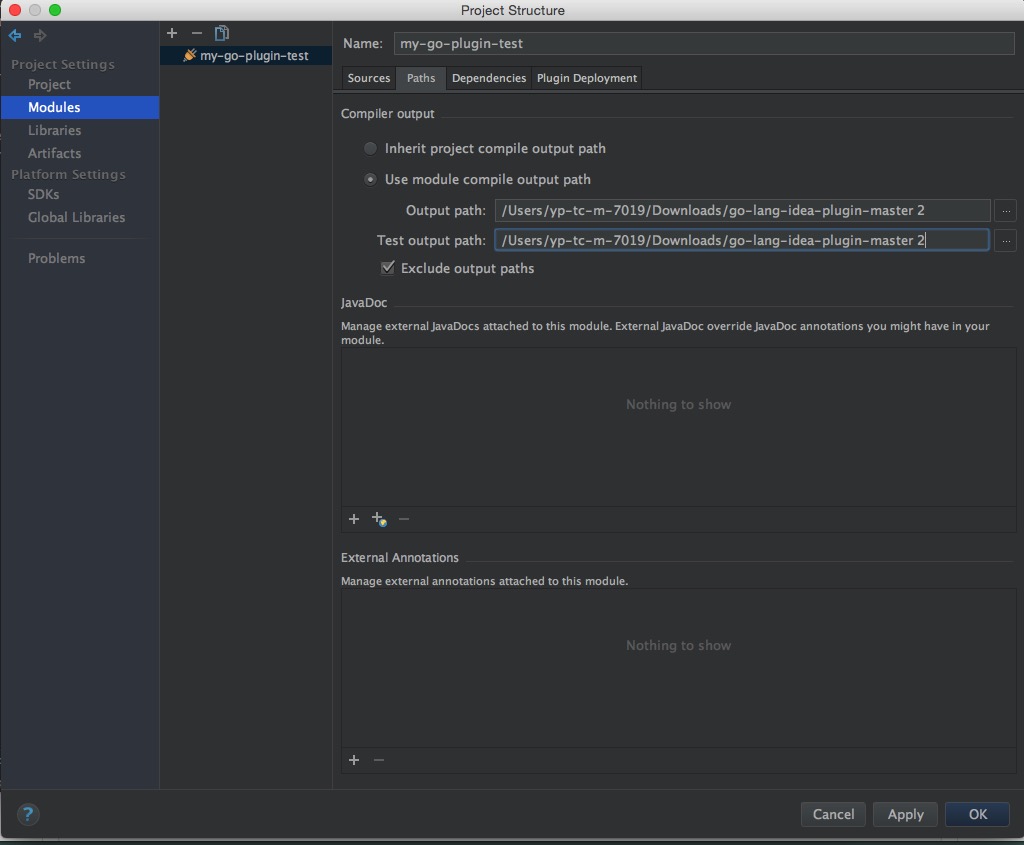 Project Structure
Project Settings
Project
Modules
Libraries
Artifacts
Platform Settings
SDKs
Global Libraries
Problems
my-go-plugin-test
Name: my-go-plugin-test
Sources Paths Dependencies Plugin Deployment
Compiler output
Inherit project compile output path
Use module compile output path
Output path: /Users/yp-tc-m-7019/Downloads/go-lang-idea-plugin-master 2 ...
Test output path: /Users/yp-tc-m-7019/Downloads/go-lang-idea-plugin-master 2 ...
Exclude output paths
JavaDoc
Manage external JavaDocs attached to this module. External JavaDoc override JavaDoc annotations you might have in your
module.
Nothing to show
External Annotations
Manage external annotations attached to this module.
Nothing to show
? Cancel Apply OK